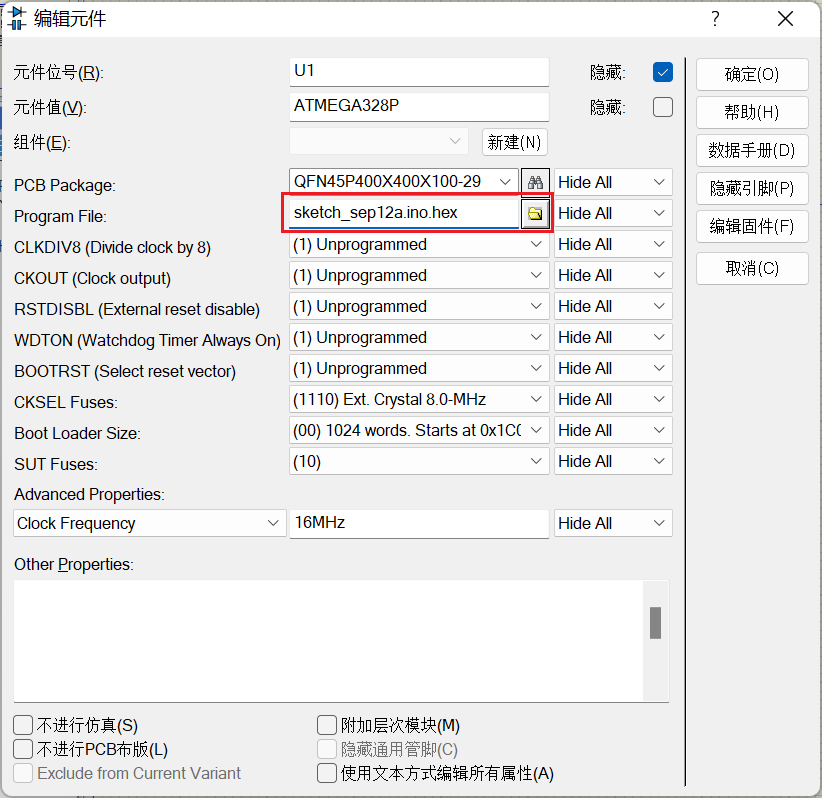 编辑元件 ?
元件位号(R): U1 隐藏: 确定(O)
元件值(V): ATMEGA328P 隐藏: 帮助(H)
组件(E): 新建(N) 数据手册(D)
PCB Package: QFN45P400X400X100-29 Hide All 隐藏引脚(P)
Program File: sketch_sep12a.ino.hex Hide All 编辑固件(F)
CLKDIV8 (Divide clock by 8) (1) Unprogrammed Hide All 取消(C)
CKOUT (Clock output) (1) Unprogrammed Hide All
RSTDISBL (External reset disable) (1) Unprogrammed Hide All
WDTON (Watchdog Timer Always On) (1) Unprogrammed Hide All
BOOTRST (Select reset vector) (1) Unprogrammed Hide All
CKSEL Fuses: (1110) Ext. Crystal 8.0-MHz Hide All
Boot Loader Size: (00) 1024 words. Starts at 0x1C0 Hide All
SUT Fuses: (10) Hide All
Advanced Properties:
Clock Frequency 16MHz Hide All
Other Properties:
不进行仿真(S) 附加层次模块(M)
不进行PCB布版(L) 隐藏通用管脚(C)
Exclude from Current Variant 使用文本方式编辑所有属性(A)